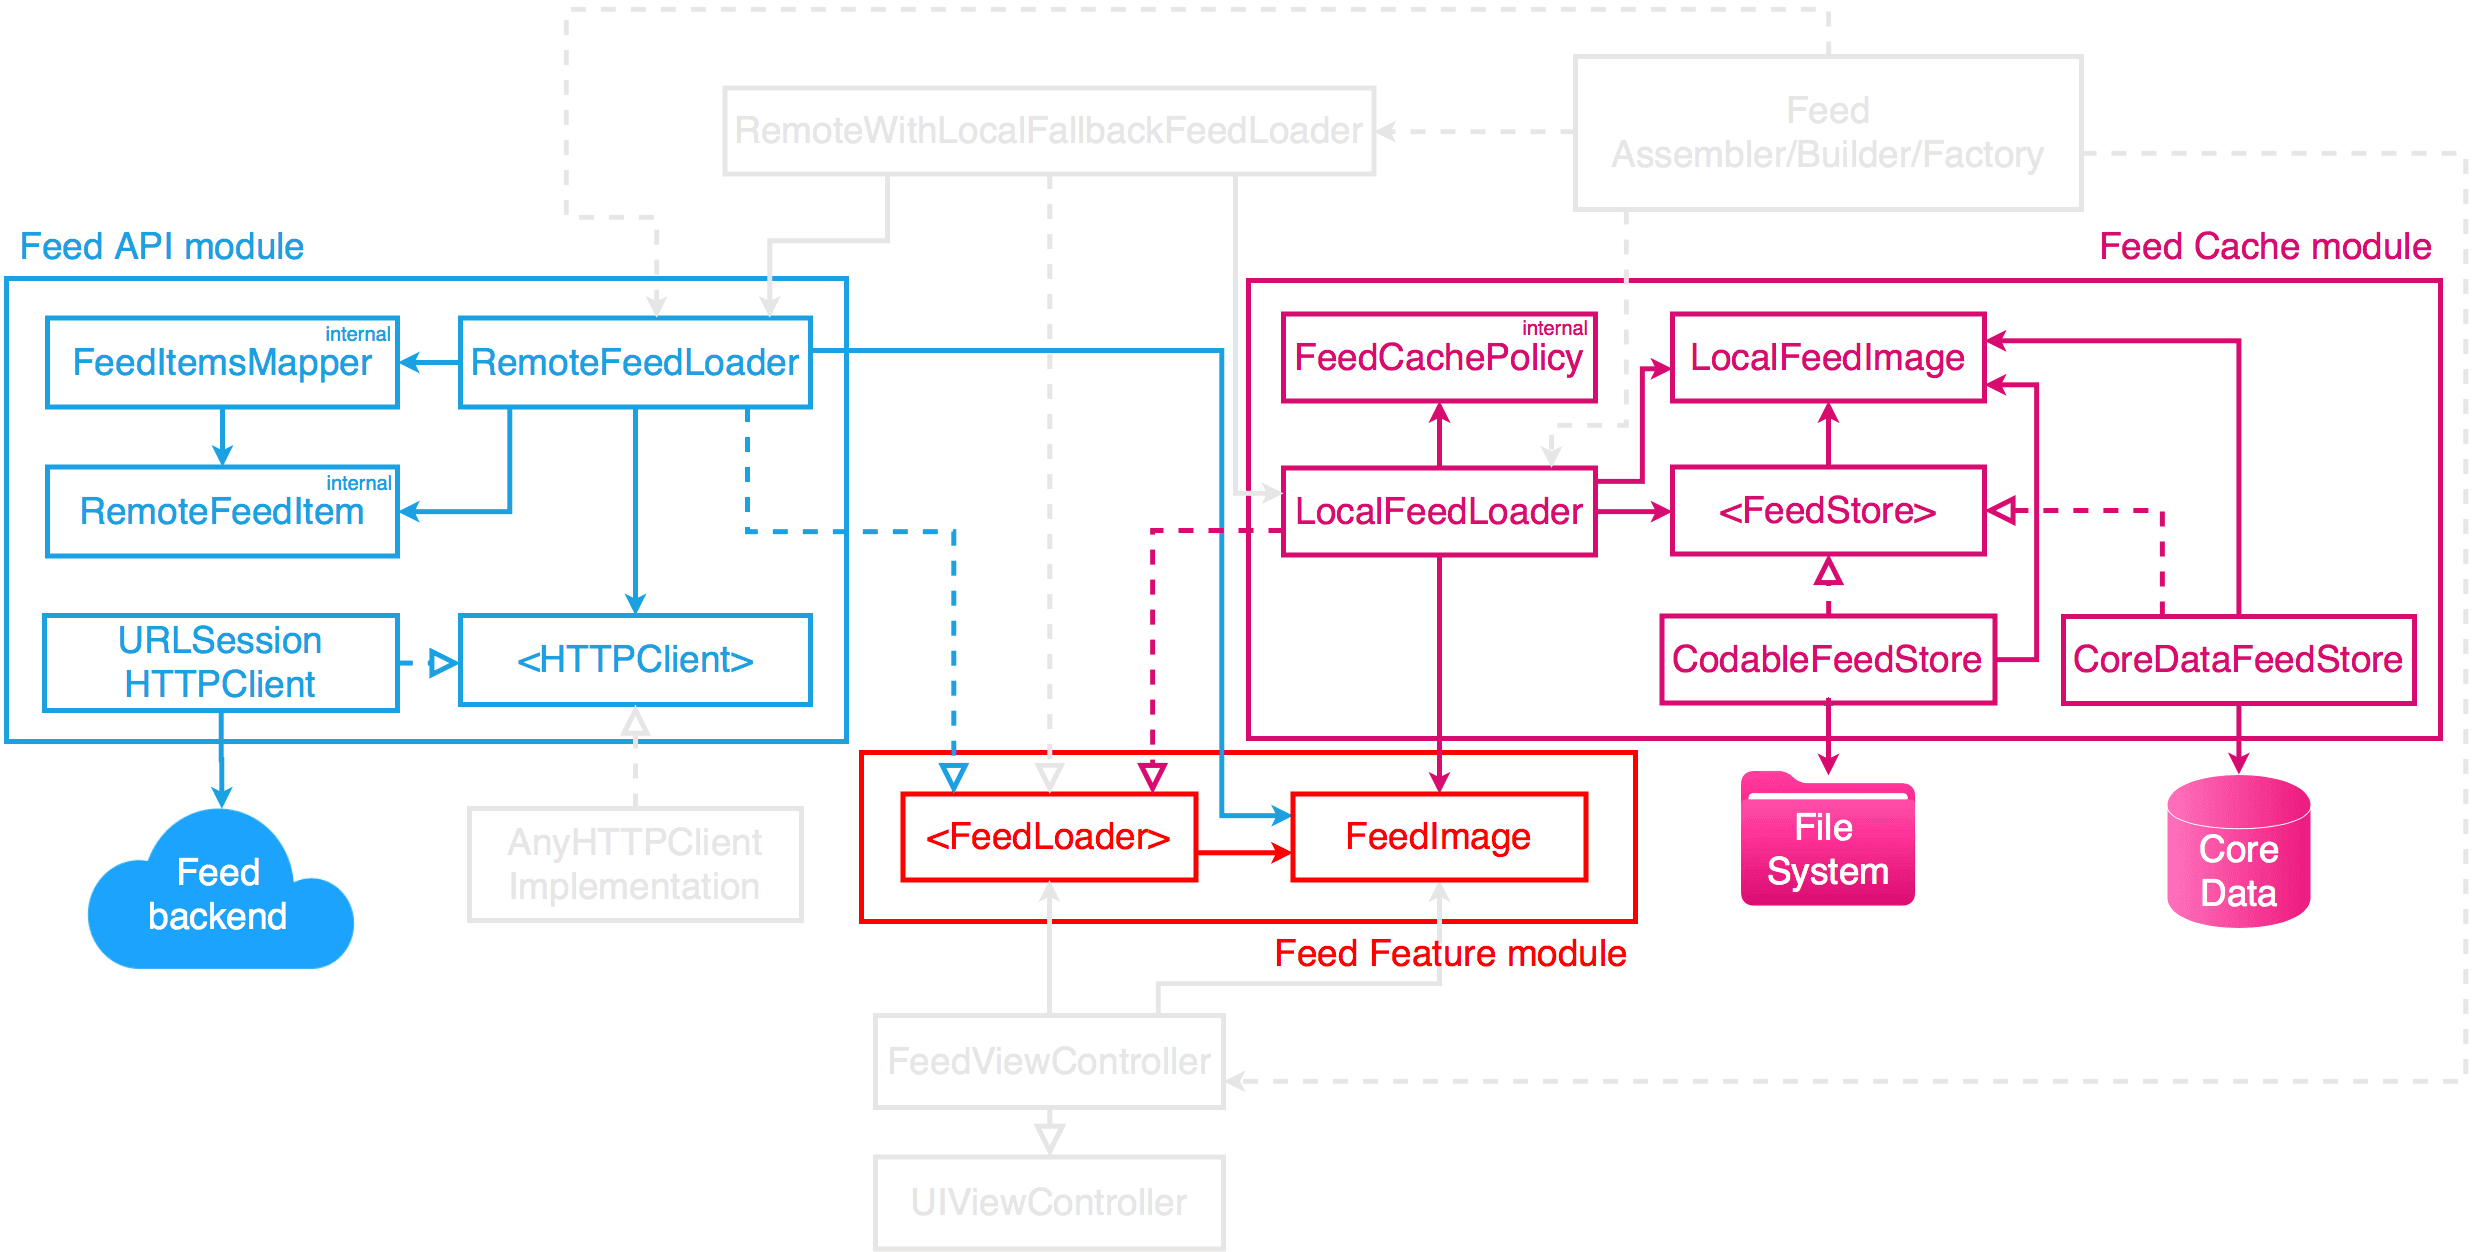 Feed
Assembler/Builder/Factory
RemoteWithLocalFallbackFeedLoader
Feed API module
Feed Cache module
internal
FeedItemsMapper
RemoteFeedLoader
internal
FeedCachePolicy
LocalFeedImage
internal
RemoteFeedItem
LocalFeedLoader
<FeedStore>
URLSession
HTTPClient
<HTTPClient>
CodableFeedStore
CoreDataFeedStore
Feed
backend
AnyHTTPClient
Implementation
<FeedLoader>
FeedImage
File
System
Core
Data
Feed Feature module
FeedViewController
UIViewController